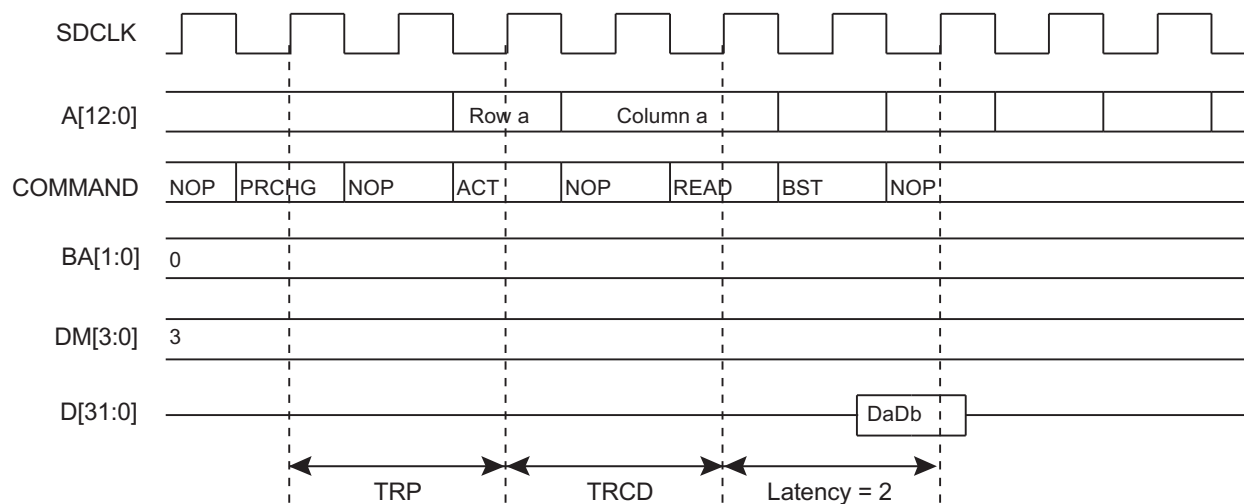 SDCLK
A[12:0] Row a Column a
COMMAND NOP PRCHG NOP ACT NOP READ BST NOP
BA[1:0] 0
DM[3:0] 3
D[31:0] DaDb
TRP TRCD Latency = 2